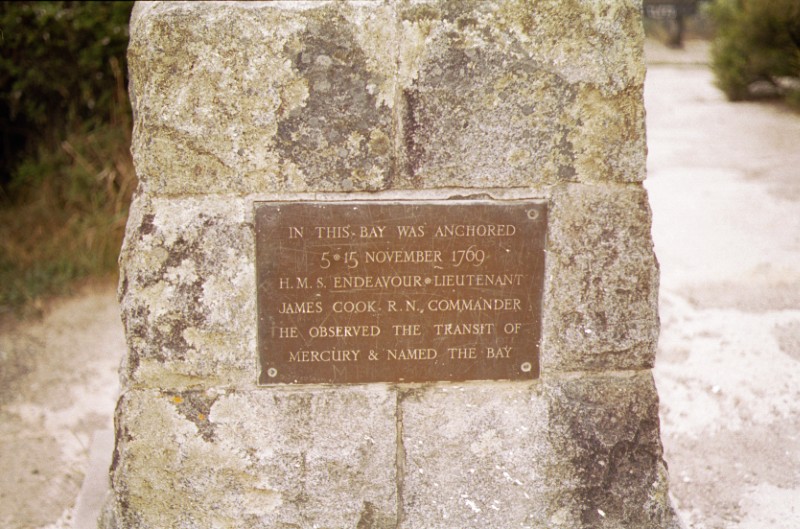 IN THIS BAY WAS ANCHORED
5•15 NOVEMBER 1769
H.M.S. ENDEAVOUR•LIEUTENANT
JAMES COOK. R.N., COMMANDER
HE OBSERVED THE TRANSIT OF
MERCURY & NAMED THE BAY